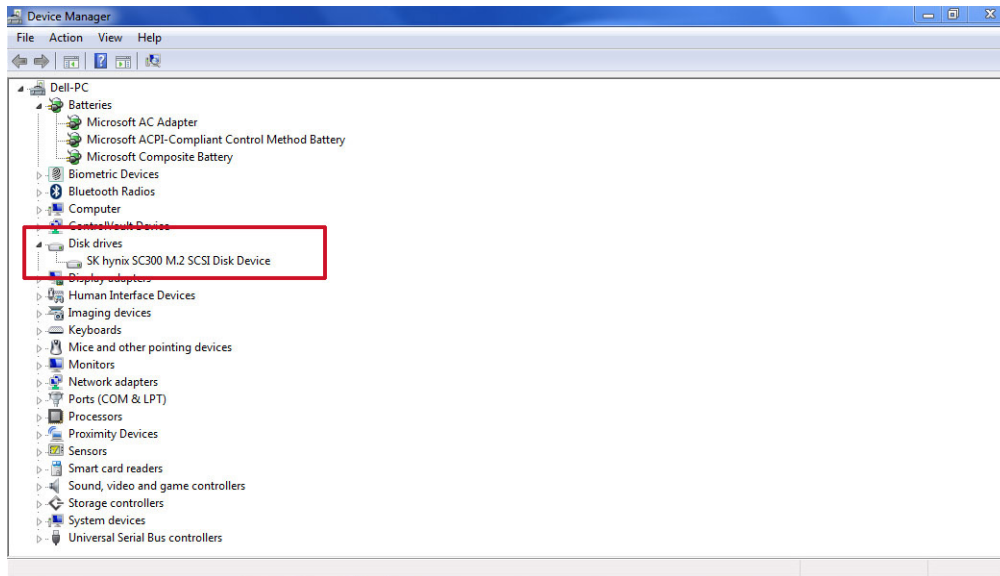 Device Manager
File Action View Help
Dell-PC
Batteries
Microsoft AC Adapter
Microsoft ACPI-Compliant Control Method Battery
Microsoft Composite Battery
Biometric Devices
Bluetooth Radios
Computer
ControlVault Device
Disk drives
SK hynix SC300 M.2 SCSI Disk Device
Display adapters
Human Interface Devices
Imaging devices
Keyboards
Mice and other pointing devices
Monitors
Network adapters
Ports (COM & LPT)
Processors
Proximity Devices
Sensors
Smart card readers
Sound, video and game controllers
Storage controllers
System devices
Universal Serial Bus controllers